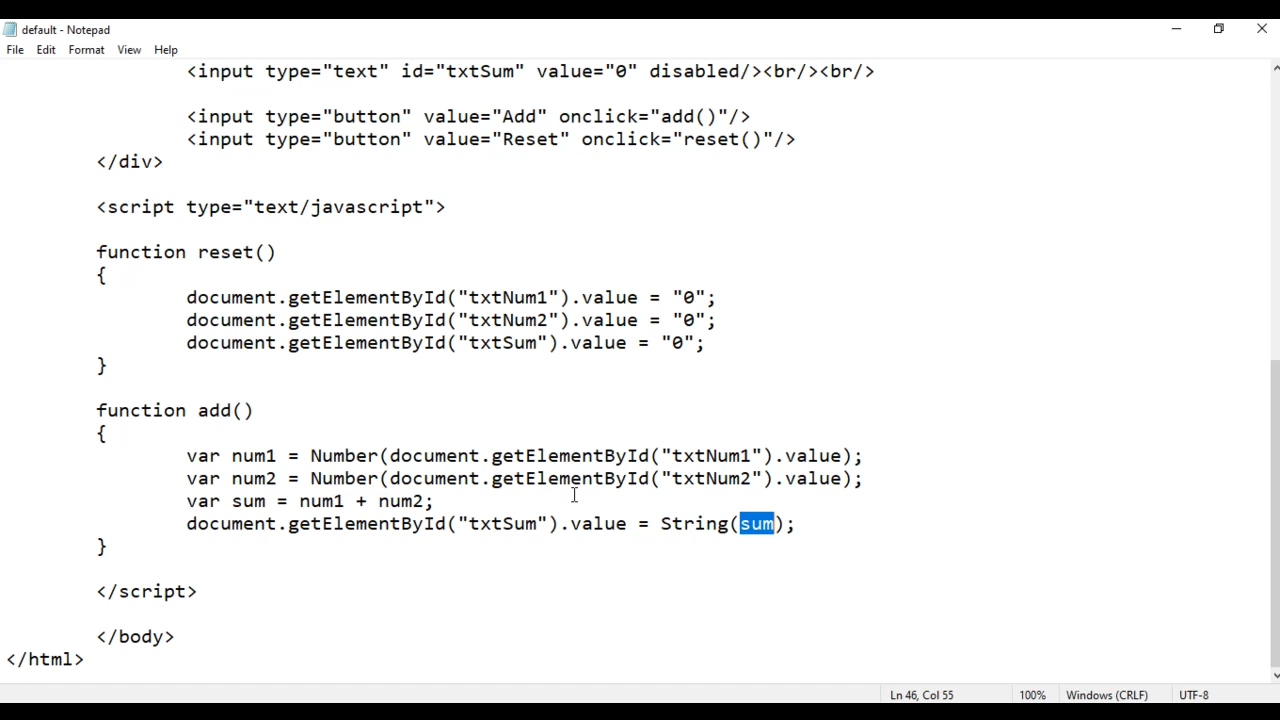 default - Notepad
File Edit Format View Help
<input type="text" id="txtSum" value="0" disabled/><br/><br/>
<input type="button" value="Add" onclick="add()"/>
<input type="button" value="Reset" onclick="reset()"/>
</div>
<script type="text/javascript">
function reset()
{
document.getElementById("txtNum1").value = "0";
document.getElementById("txtNum2").value = "0";
document.getElementById("txtSum").value = "0";
}
function add()
{
var num1 = Number(document.getElementById("txtNum1").value);
var num2 = Number(document.getElementById("txtNum2").value);
var sum = num1 + num2;
document.getElementById("txtSum").value = String(sum);
}
</script>
</body>
</html>
Ln 46, Col 55 100% Windows (CRLF) UTF-8